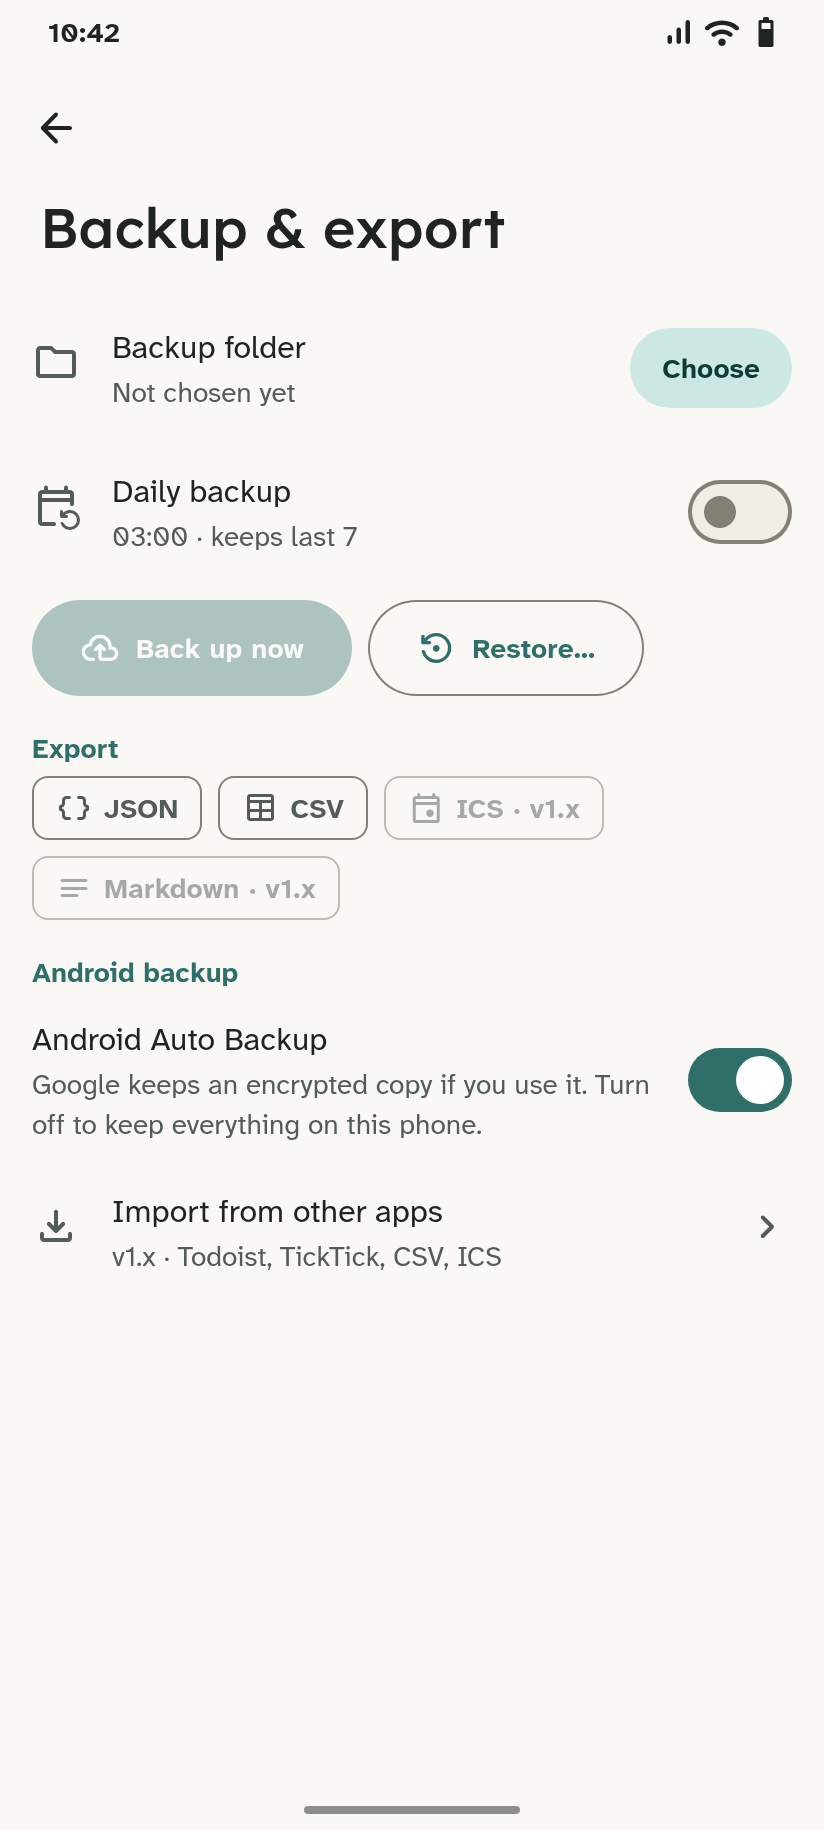 10:42
Backup & export
Backup folder
Not chosen yet
Choose
Daily backup
03:00 · keeps last 7
Back up now
Restore...
Export
JSON
CSV
ICS · v1.x
Markdown · v1.x
Android backup
Android Auto Backup
Google keeps an encrypted copy if you use it. Turn
off to keep everything on this phone.
Import from other apps
v1.x · Todoist, TickTick, CSV, ICS